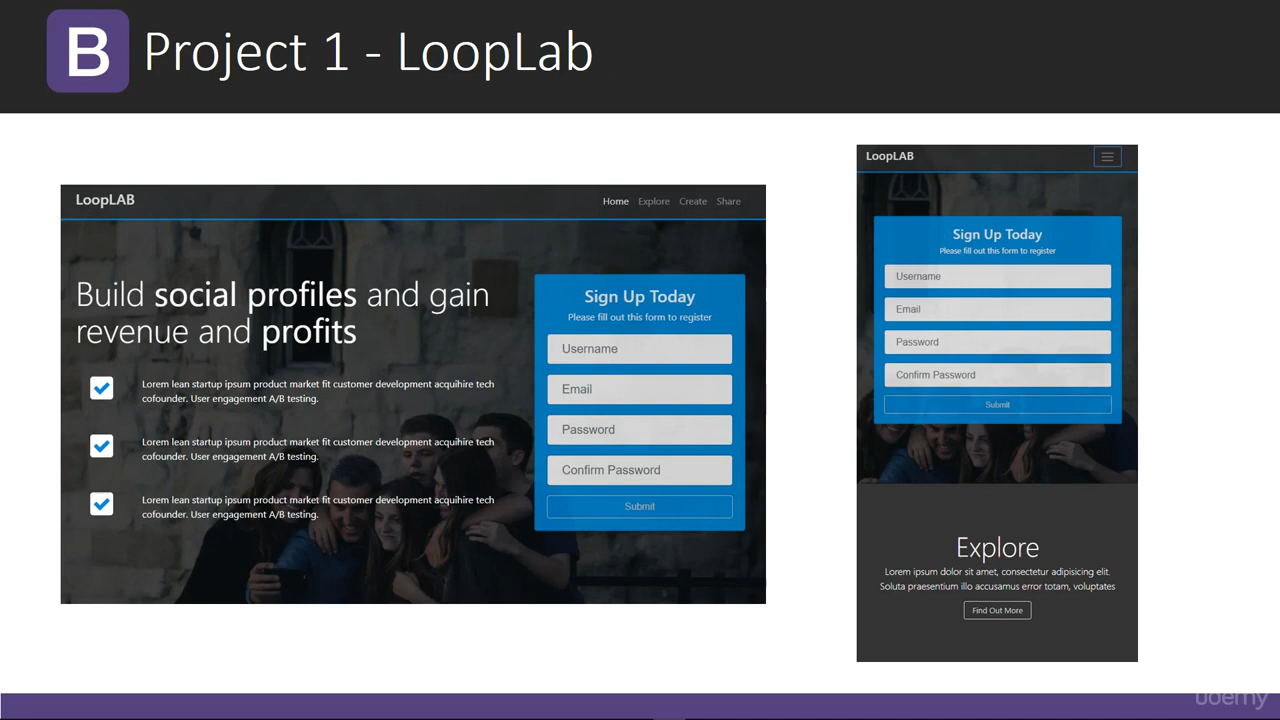 B Project 1 - LoopLab
LoopLAB
Home Explore Create Share
Build social profiles and gain
revenue and profits
Lorem lean startup ipsum product market fit customer development acquihire tech
cofounder. User engagement A/B testing.
Lorem lean startup ipsum product market fit customer development acquihire tech
cofounder. User engagement A/B testing.
Lorem lean startup ipsum product market fit customer development acquihire tech
cofounder. User engagement A/B testing.
Sign Up Today
Please fill out this form to register
Username
Email
Password
Confirm Password
Submit
LoopLAB
Sign Up Today
Please fill out this form to register
Username
Email
Password
Confirm Password
Submit
Explore
Lorem ipsum dolor sit amet, consectetur adipisicing elit.
Soluta praesentium illo accusamus error totam, voluptates
Find Out More
udemy